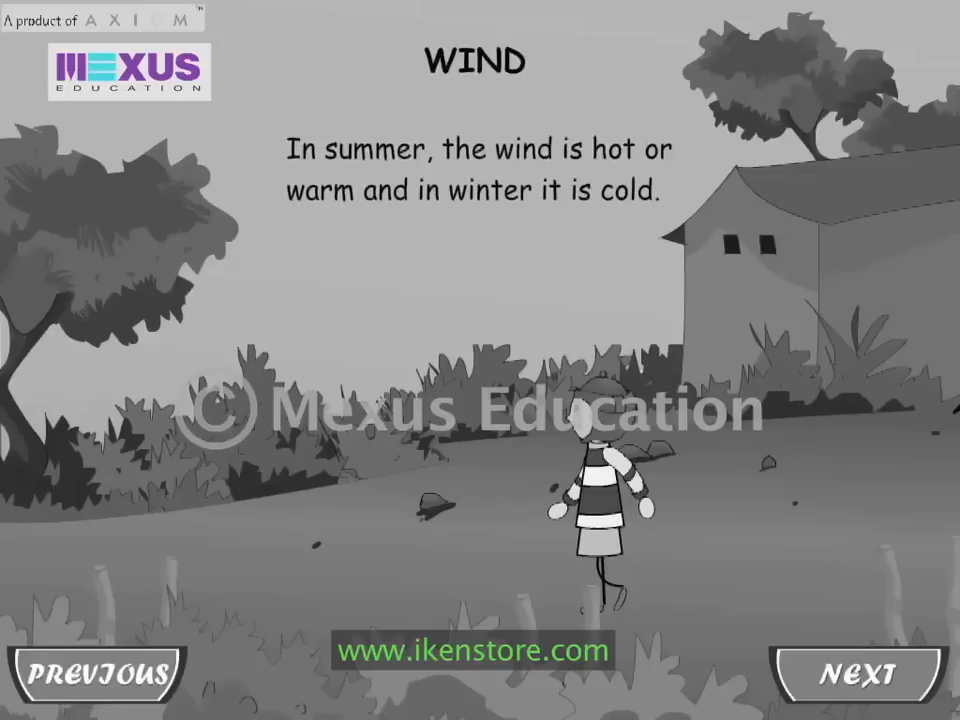 A product of AXIOM™
MEXUS
EDUCATION
WIND
In summer, the wind is hot or
warm and in winter it is cold.
© Mexus Education
www.ikenstore.com
PREVIOUS
NEXT